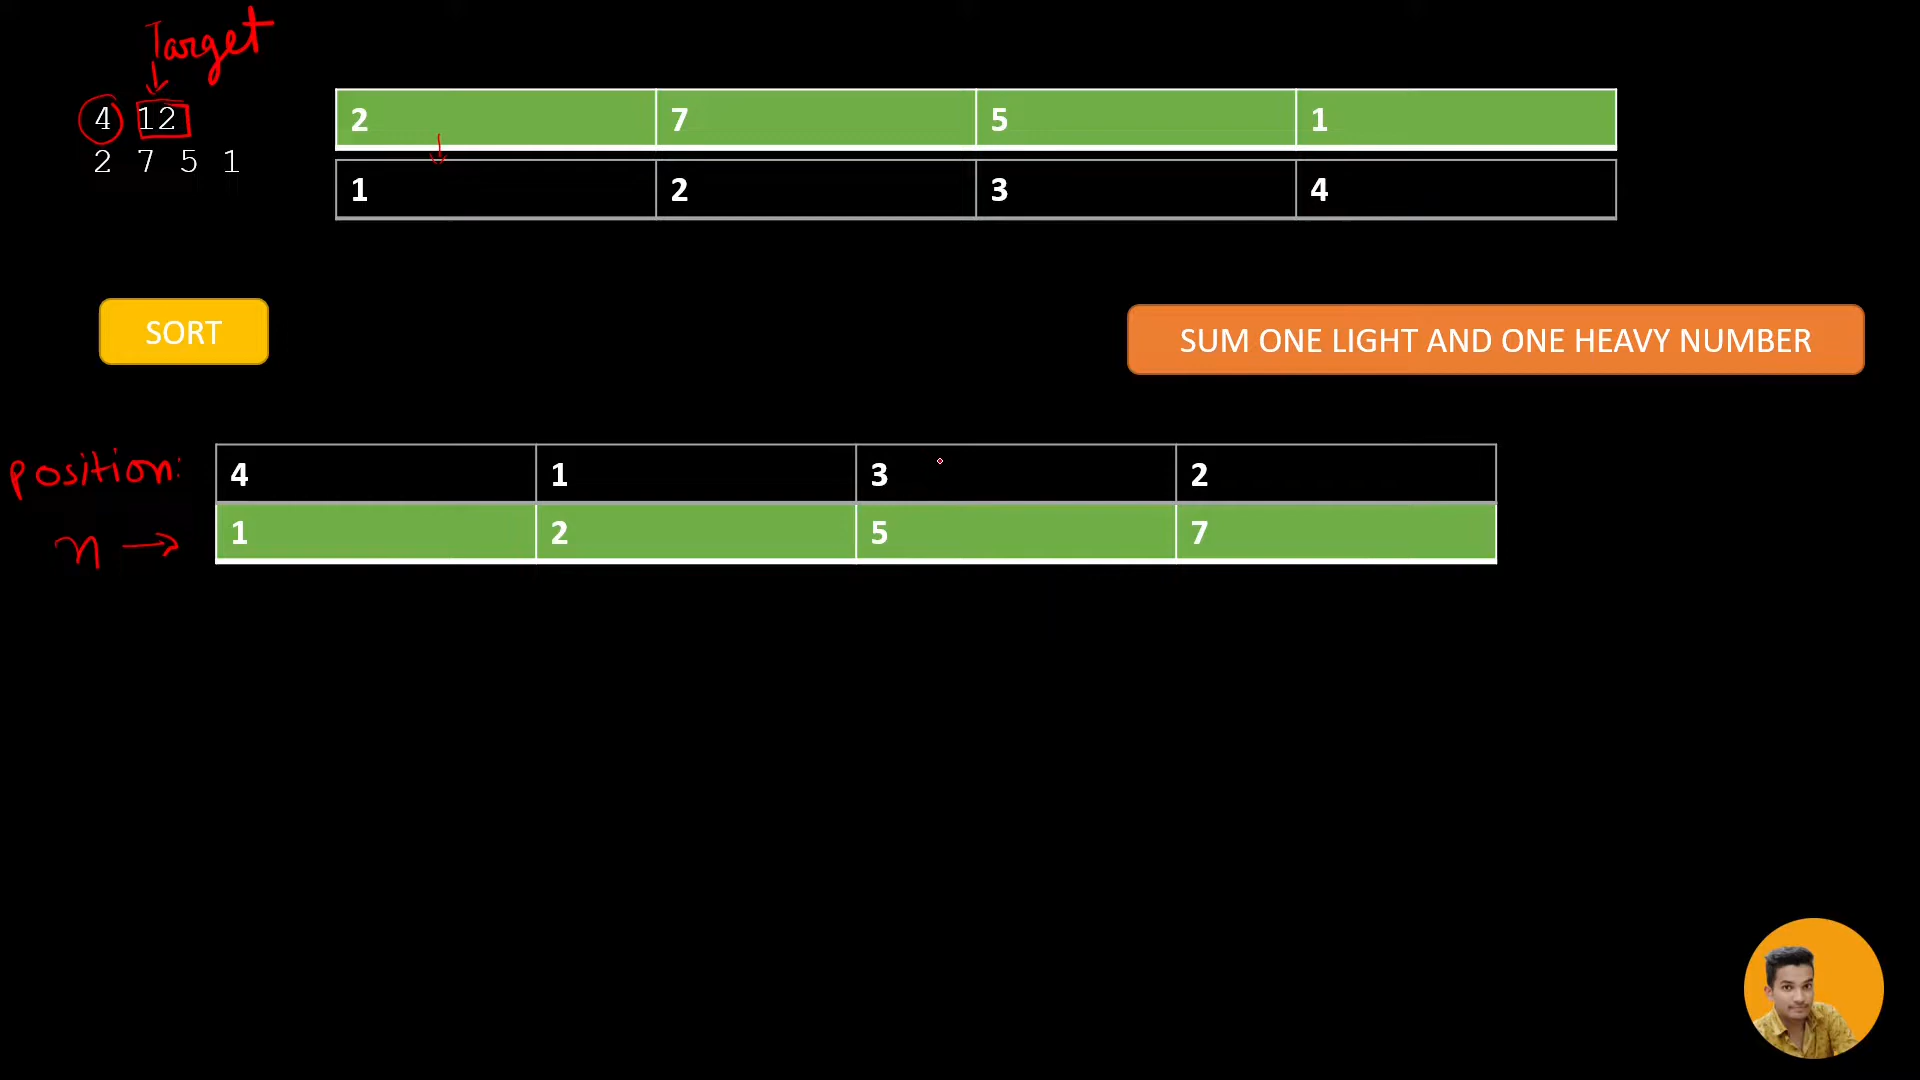 Target
4 12
2 7 5 1
2 7 5 1
1 2 3 4
SORT
SUM ONE LIGHT AND ONE HEAVY NUMBER
position:
4 1 3 2
n →
1 2 5 7